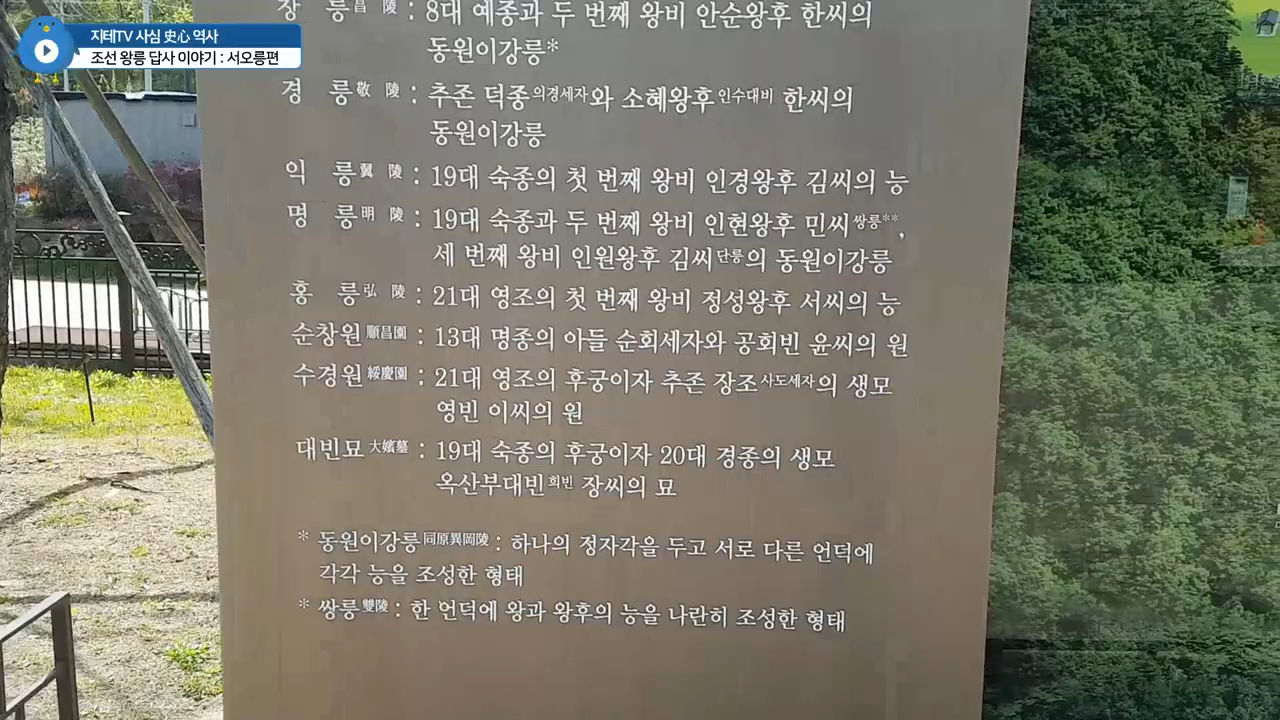 지테TV 사심 史心 역사
조선 왕릉 답사 이야기 : 서오릉편
창 릉昌 陵 : 8대 예종과 두 번째 왕비 안순왕후 한씨의
동원이강릉*
경 릉敬 陵 : 추존 덕종의경세자와 소혜왕후인수대비 한씨의
동원이강릉
익 릉翼 陵 : 19대 숙종의 첫 번째 왕비 인경왕후 김씨의 능
명 릉明 陵 : 19대 숙종과 두 번째 왕비 인현왕후 민씨쌍릉**,
세 번째 왕비 인원왕후 김씨단릉의 동원이강릉
홍 릉弘 陵 : 21대 영조의 첫 번째 왕비 정성왕후 서씨의 능
순창원順昌園 : 13대 명종의 아들 순회세자와 공회빈 윤씨의 원
수경원綏慶園 : 21대 영조의 후궁이자 추존 장조사도세자의 생모
영빈 이씨의 원
대빈묘大嬪墓 : 19대 숙종의 후궁이자 20대 경종의 생모
옥산부대빈희빈 장씨의 묘
* 동원이강릉同原異岡陵 : 하나의 정자각을 두고 서로 다른 언덕에
각각 능을 조성한 형태
* 쌍릉雙陵 : 한 언덕에 왕과 왕후의 능을 나란히 조성한 형태